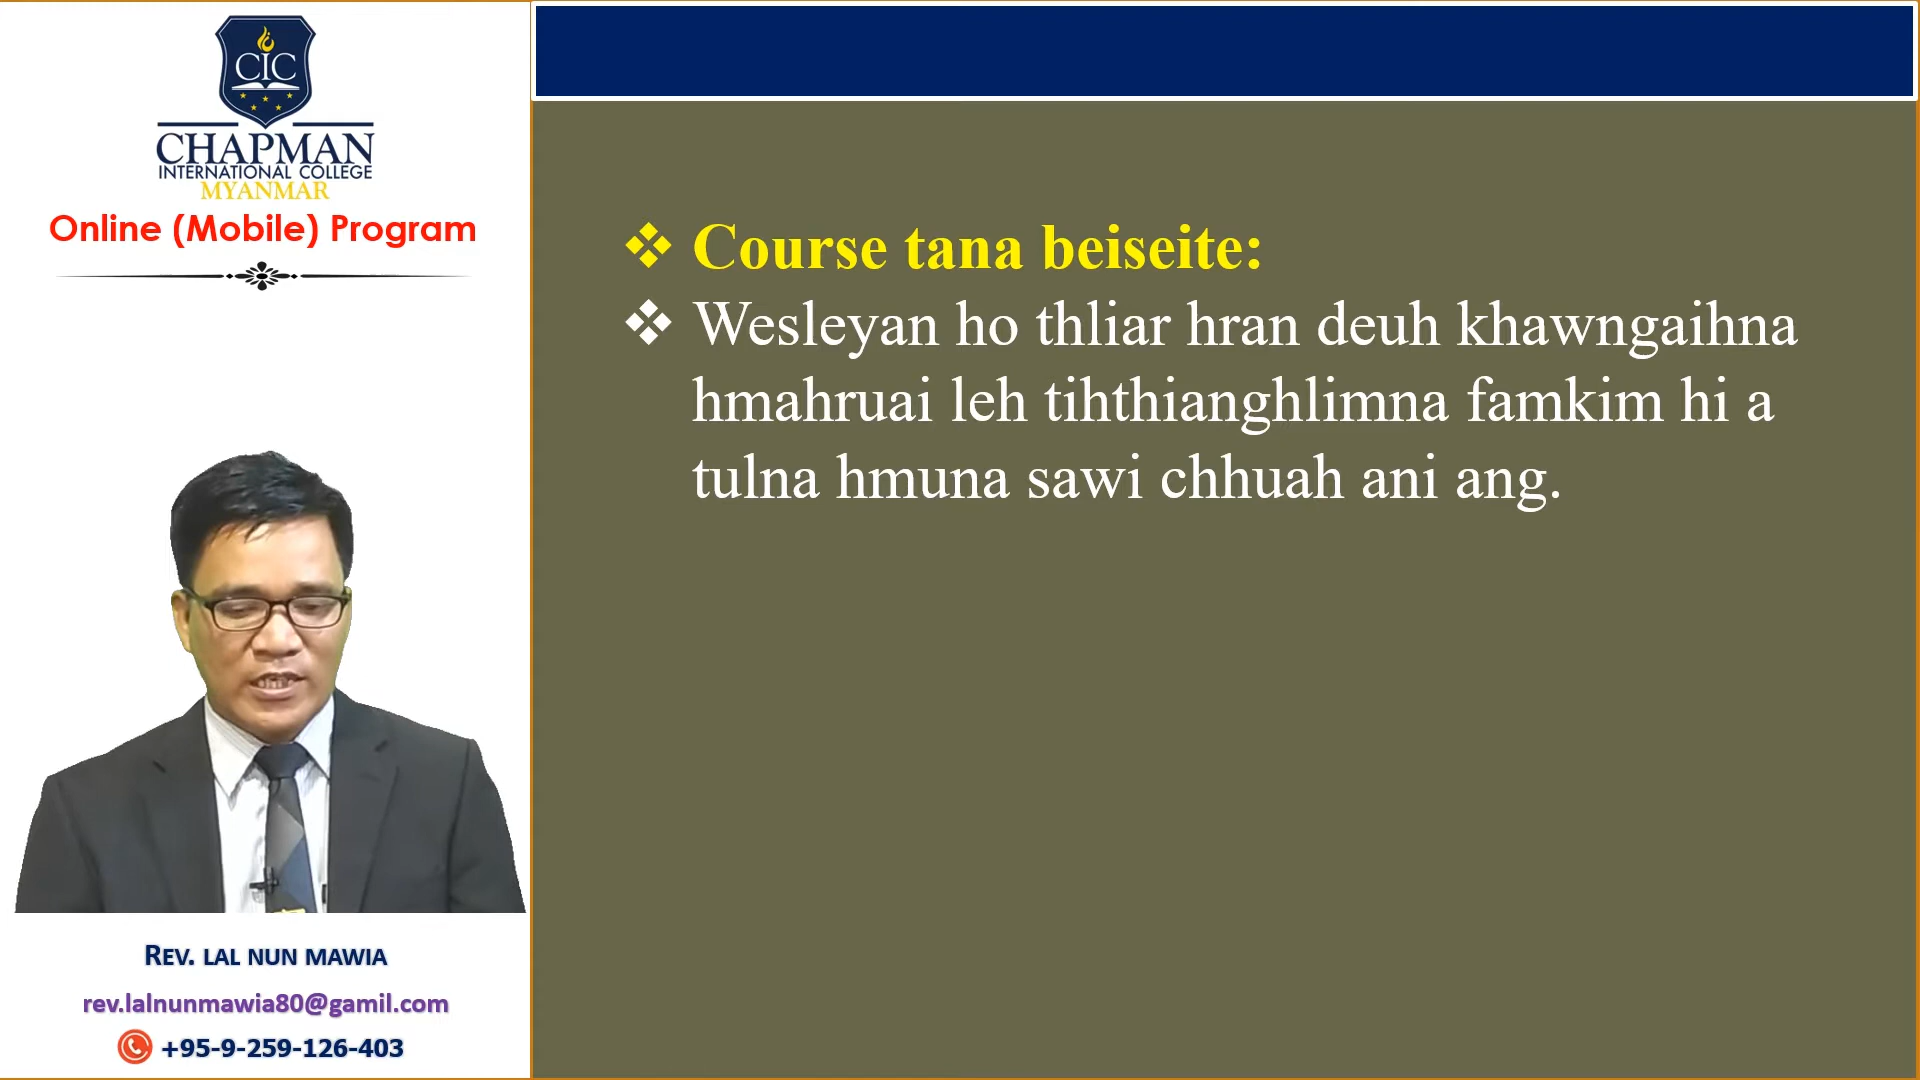 CIC
CHAPMAN
INTERNATIONAL COLLEGE
MYANMAR
Online (Mobile) Program
REV. LAL NUN MAWIA
rev.lalnunmawia80@gamil.com
+95-9-259-126-403
❖ Course tana beiseite:
❖ Wesleyan ho thliar hran deuh khawngaihna
hmahruai leh tihthianghlimna famkim hi a
tulna hmuna sawi chhuah ani ang.